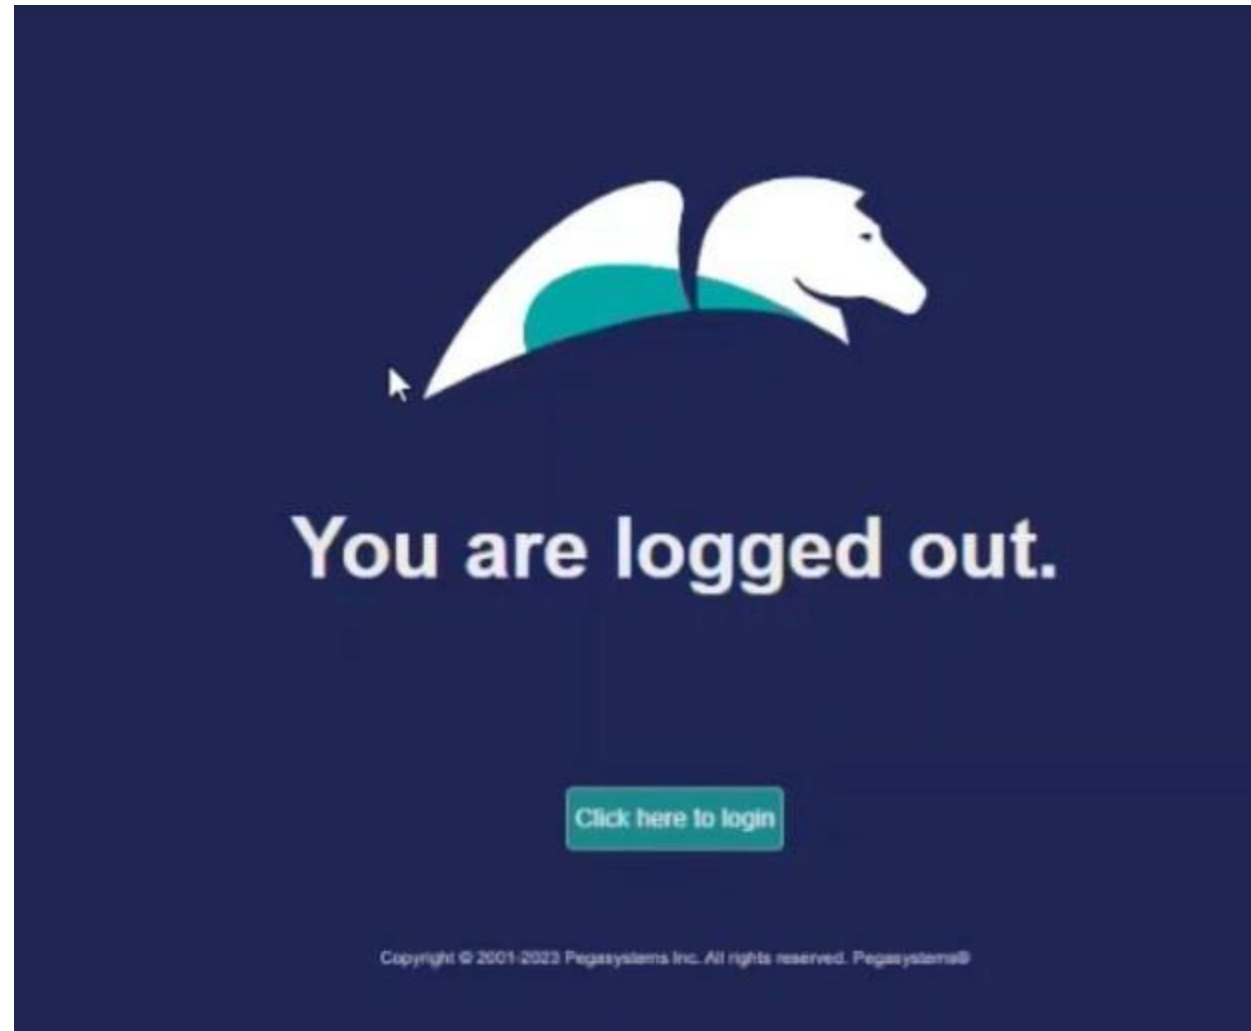 You are logged out.
Click here to login
Copyright © 2001-2023 Pegasystems Inc. All rights reserved. Pegasystems®